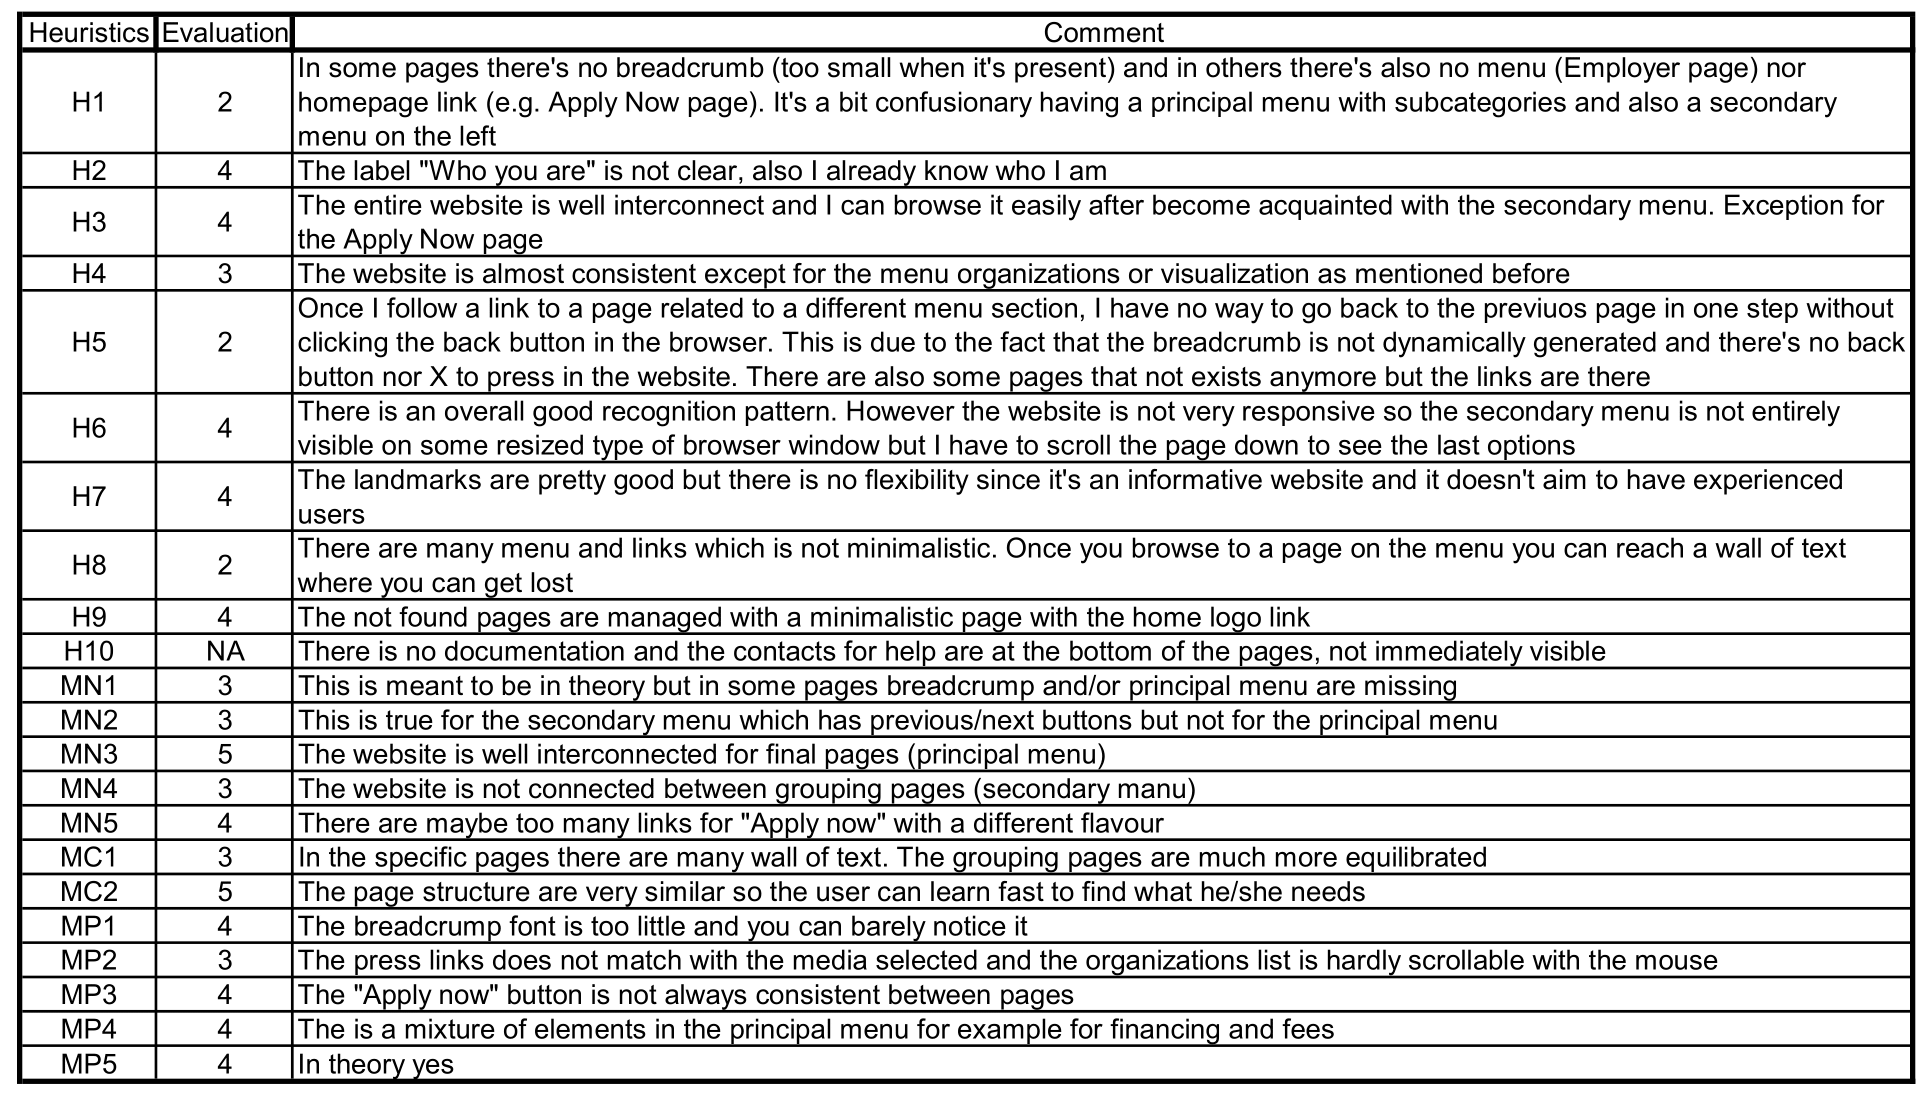 Heuristics Evaluation Comment
H1 2 In some pages there's no breadcrumb (too small when it's present) and in others there's also no menu (Employer page) nor
homepage link (e.g. Apply Now page). It's a bit confusionary having a principal menu with subcategories and also a secondary
menu on the left
H2 4 The label "Who you are" is not clear, also I already know who I am
H3 4 The entire website is well interconnect and I can browse it easily after become acquainted with the secondary menu. Exception for
the Apply Now page
H4 3 The website is almost consistent except for the menu organizations or visualization as mentioned before
H5 2 Once I follow a link to a page related to a different menu section, I have no way to go back to the previuos page in one step without
clicking the back button in the browser. This is due to the fact that the breadcrumb is not dynamically generated and there's no back
button nor X to press in the website. There are also some pages that not exists anymore but the links are there
H6 4 There is an overall good recognition pattern. However the website is not very responsive so the secondary menu is not entirely
visible on some resized type of browser window but I have to scroll the page down to see the last options
H7 4 The landmarks are pretty good but there is no flexibility since it's an informative website and it doesn't aim to have experienced
users
H8 2 There are many menu and links which is not minimalistic. Once you browse to a page on the menu you can reach a wall of text
where you can get lost
H9 4 The not found pages are managed with a minimalistic page with the home logo link
H10 NA There is no documentation and the contacts for help are at the bottom of the pages, not immediately visible
MN1 3 This is meant to be in theory but in some pages breadcrump and/or principal menu are missing
MN2 3 This is true for the secondary menu which has previous/next buttons but not for the principal menu
MN3 5 The website is well interconnected for final pages (principal menu)
MN4 3 The website is not connected between grouping pages (secondary manu)
MN5 4 There are maybe too many links for "Apply now" with a different flavour
MC1 3 In the specific pages there are many wall of text. The grouping pages are much more equilibrated
MC2 5 The page structure are very similar so the user can learn fast to find what he/she needs
MP1 4 The breadcrump font is too little and you can barely notice it
MP2 3 The press links does not match with the media selected and the organizations list is hardly scrollable with the mouse
MP3 4 The "Apply now" button is not always consistent between pages
MP4 4 The is a mixture of elements in the principal menu for example for financing and fees
MP5 4 In theory yes